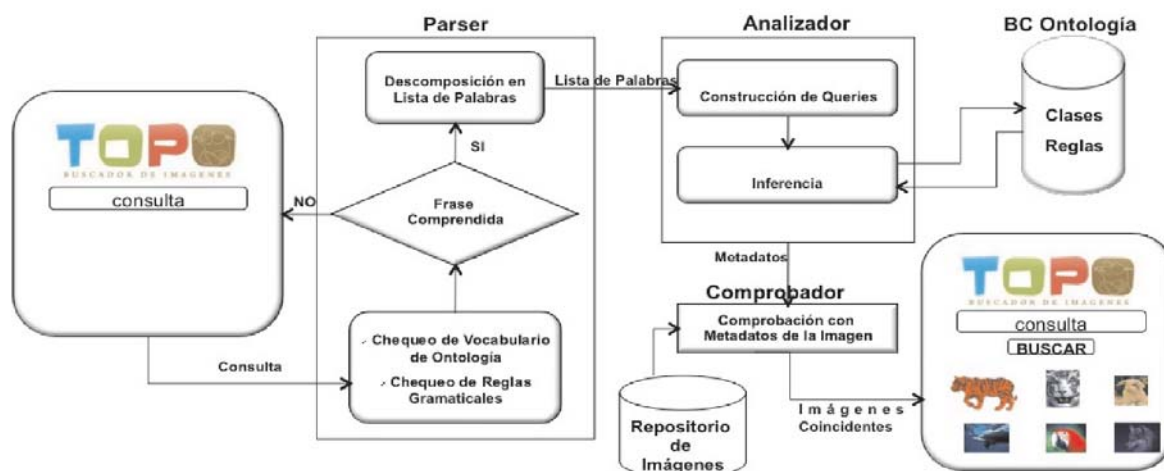 Parser
Analizador
BC Ontología
Descomposición en
Lista de Palabras
Lista de Palabras
Construcción de Queries
Clases
Reglas
TOPO
BUSCADOR DE IMAGENES
consulta
SI
NO
Frase
Comprendida
Inferencia
Metadatos
Comprobador
Comprobación con
Metadatos de la Imagen
Chequeo de Vocabulario
de Ontología
Chequeo de Reglas
Gramaticales
Consulta
Repositorio
de
Imágenes
Imágenes
Coincidentes
TOPO
BUSCADOR DE IMAGENES
consulta
BUSCAR